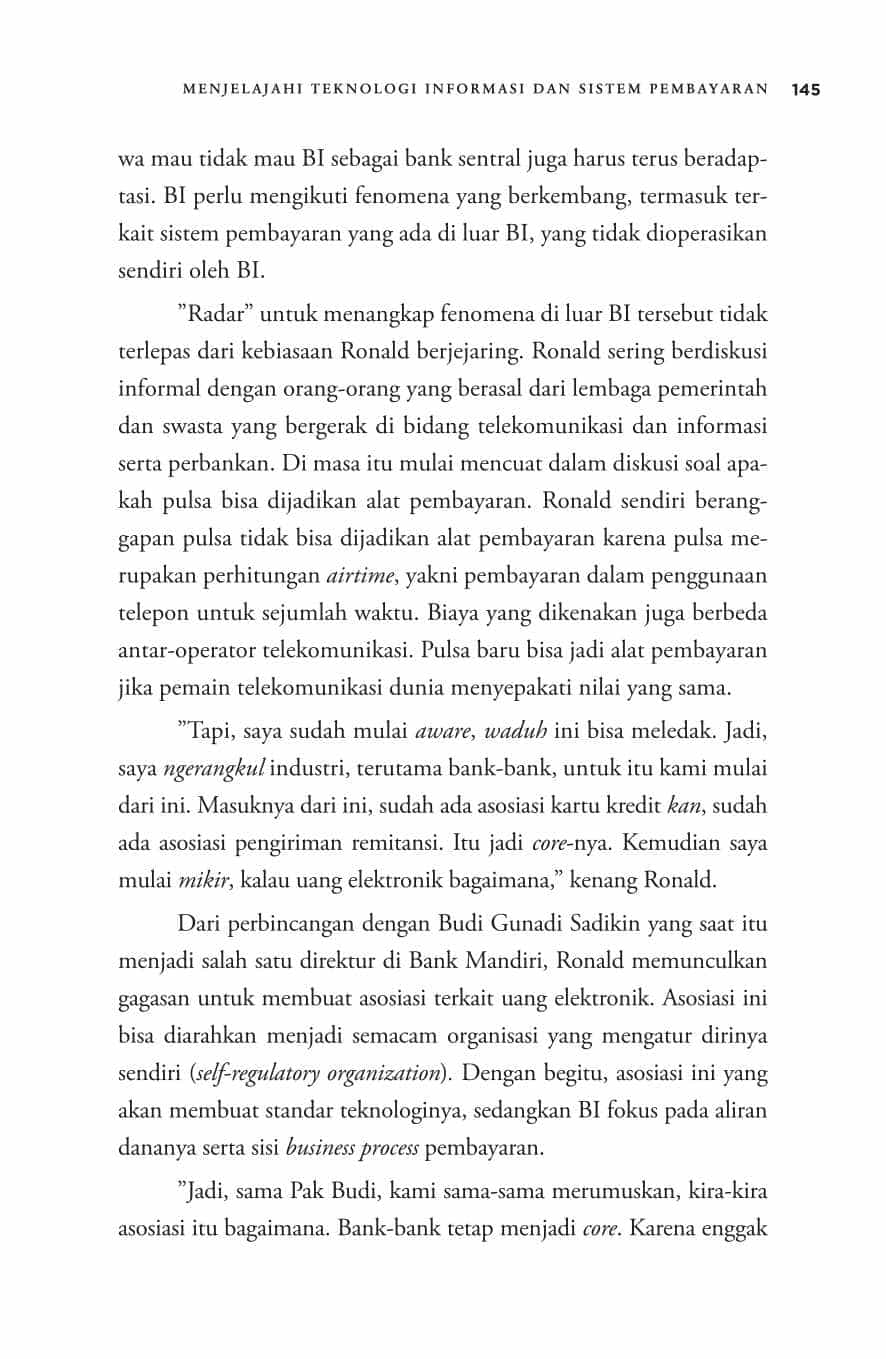 MENJELAJAHI TEKNOLOGI INFORMASI DAN SISTEM PEMBAYARAN 145
wa mau tidak mau BI sebagai bank sentral juga harus terus beradap-
tasi. BI perlu mengikuti fenomena yang berkembang, termasuk ter-
kait sistem pembayaran yang ada di luar BI, yang tidak dioperasikan
sendiri oleh BI.
”Radar” untuk menangkap fenomena di luar BI tersebut tidak
terlepas dari kebiasaan Ronald berjejaring. Ronald sering berdiskusi
informal dengan orang-orang yang berasal dari lembaga pemerintah
dan swasta yang bergerak di bidang telekomunikasi dan informasi
serta perbankan. Di masa itu mulai mencuat dalam diskusi soal apa-
kah pulsa bisa dijadikan alat pembayaran. Ronald sendiri berang-
gapan pulsa tidak bisa dijadikan alat pembayaran karena pulsa me-
rupakan perhitungan airtime, yakni pembayaran dalam penggunaan
telepon untuk sejumlah waktu. Biaya yang dikenakan juga berbeda
antar-operator telekomunikasi. Pulsa baru bisa jadi alat pembayaran
jika pemain telekomunikasi dunia menyepakati nilai yang sama.
”Tapi, saya sudah mulai aware, waduh ini bisa meledak. Jadi,
saya ngerangkul industri, terutama bank-bank, untuk itu kami mulai
dari ini. Masuknya dari ini, sudah ada asosiasi kartu kredit kan, sudah
ada asosiasi pengiriman remitansi. Itu jadi core-nya. Kemudian saya
mulai mikir, kalau uang elektronik bagaimana,” kenang Ronald.
Dari perbincangan dengan Budi Gunadi Sadikin yang saat itu
menjadi salah satu direktur di Bank Mandiri, Ronald memunculkan
gagasan untuk membuat asosiasi terkait uang elektronik. Asosiasi ini
bisa diarahkan menjadi semacam organisasi yang mengatur dirinya
sendiri (self-regulatory organization). Dengan begitu, asosiasi ini yang
akan membuat standar teknologinya, sedangkan BI fokus pada aliran
dananya serta sisi business process pembayaran.
”Jadi, sama Pak Budi, kami sama-sama merumuskan, kira-kira
asosiasi itu bagaimana. Bank-bank tetap menjadi core. Karena enggak